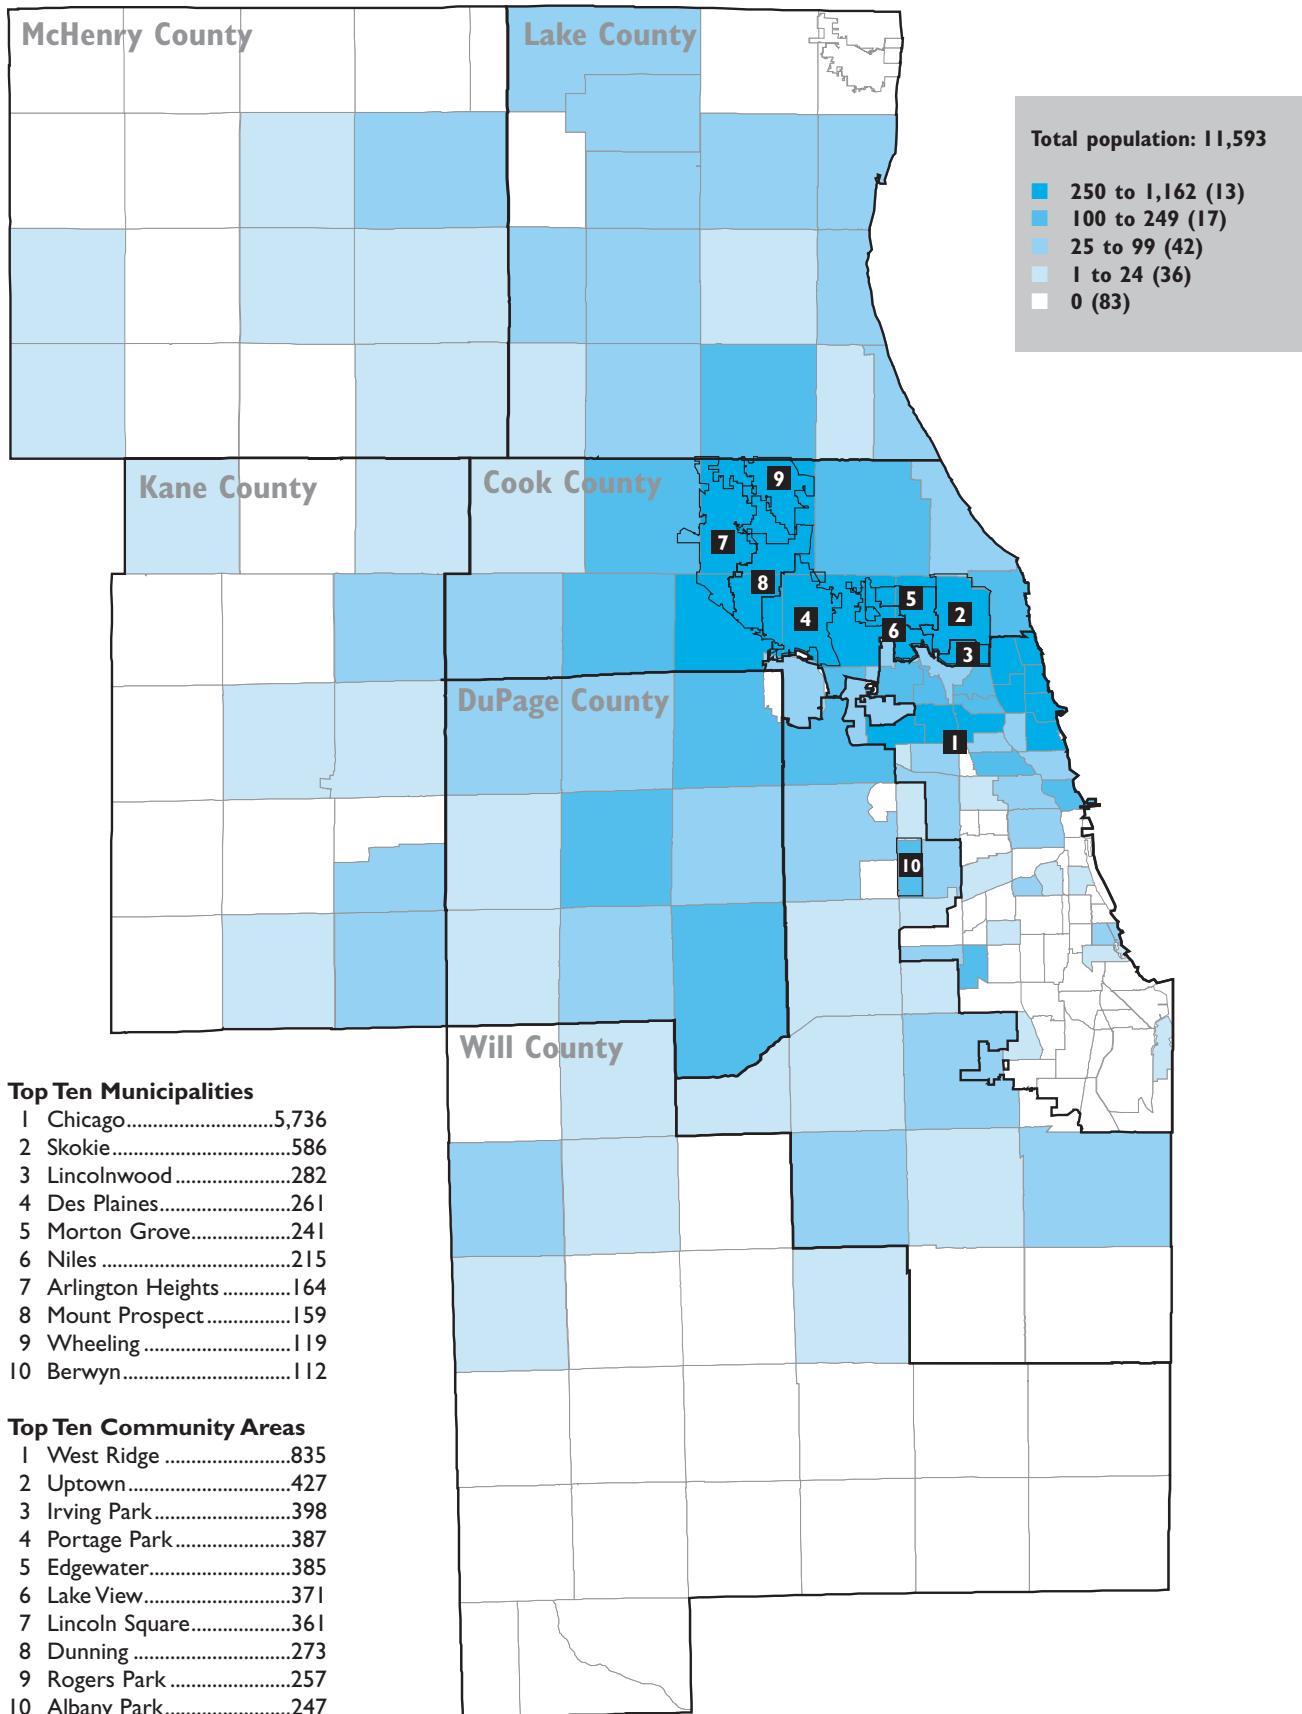 McHenry County
Lake County
Total population: 11,593
250 to 1,162 (13)
100 to 249 (17)
25 to 99 (42)
1 to 24 (36)
0 (83)
Kane County
Cook County
9
7
8
5
2
4
6
3
DuPage County
1
10
Will County
Top Ten Municipalities
1 Chicago............................5,736
2 Skokie..................................586
3 Lincolnwood......................282
4 Des Plaines.........................261
5 Morton Grove...................241
6 Niles ....................................215
7 Arlington Heights .............164
8 Mount Prospect................159
9 Wheeling ............................119
10 Berwyn................................112
Top Ten Community Areas
1 West Ridge ........................835
2 Uptown...............................427
3 Irving Park..........................398
4 Portage Park......................387
5 Edgewater...........................385
6 Lake View............................371
7 Lincoln Square...................361
8 Dunning ..............................273
9 Rogers Park .......................257
10 Albany Park........................247